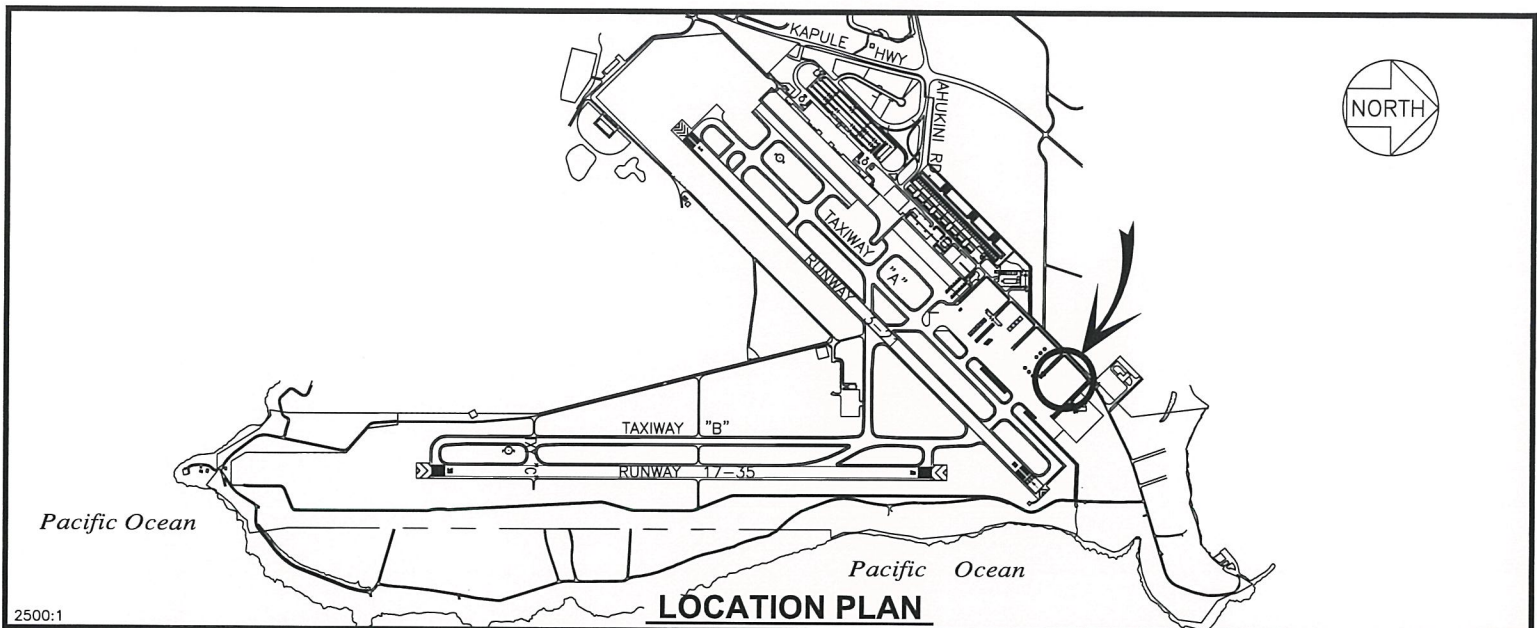 KAPULE HWY
NORTH
AHUKINI RD
TAXIWAY "A"
RUNWAY
TAXIWAY "B"
RUNWAY 17-35
Pacific Ocean
Pacific Ocean
LOCATION PLAN
2500:1